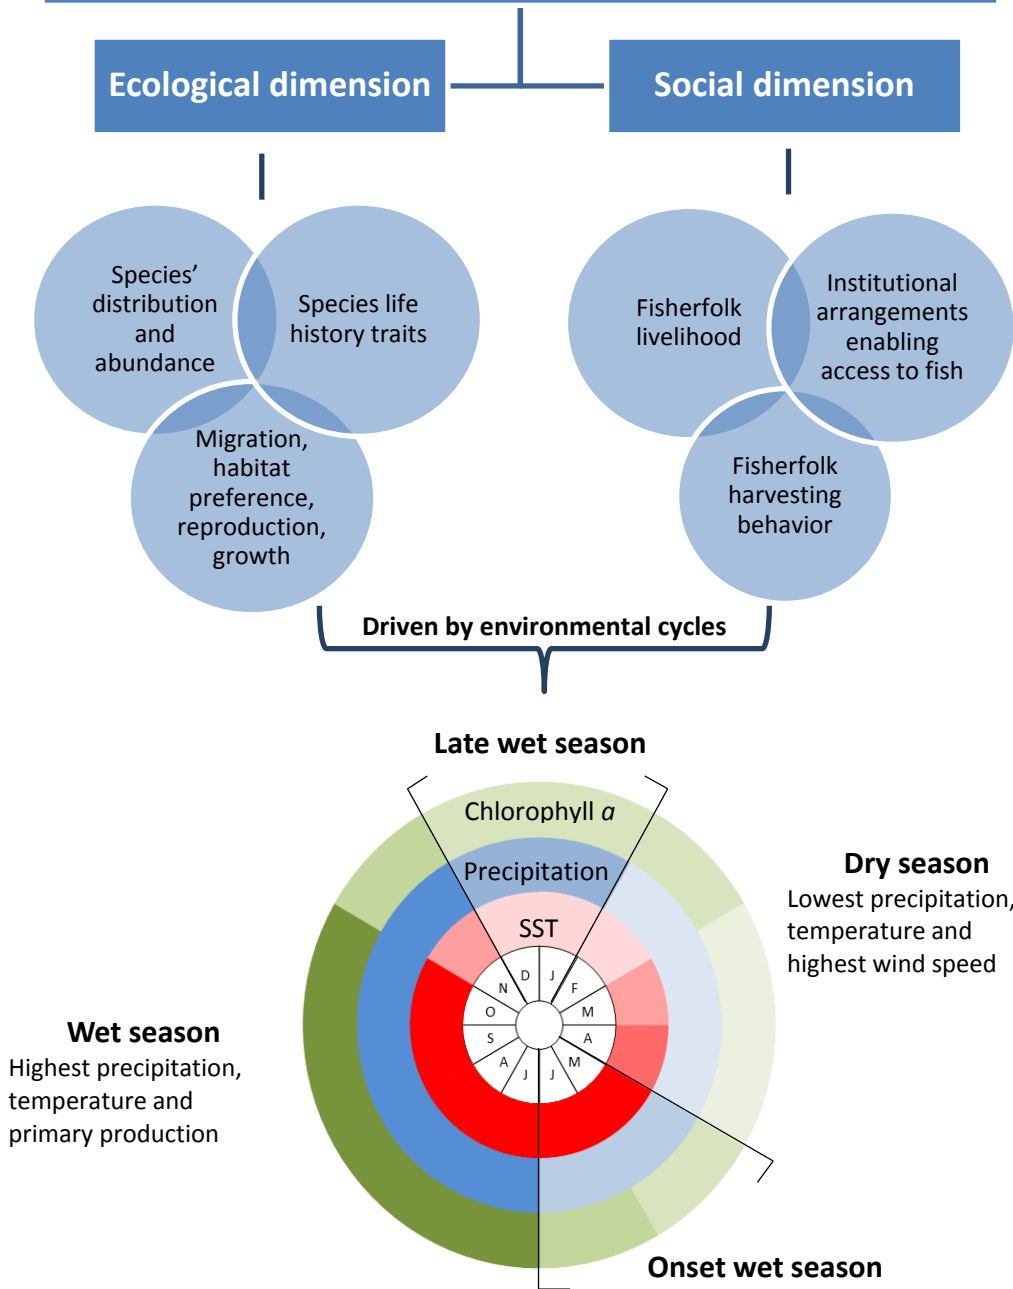 Ecological dimension
Social dimension
Species'
distribution
and
abundance
Species life
history traits
Migration,
habitat
preference,
reproduction,
growth
Fisherfolk
livelihood
Institutional
arrangements
enabling
access to fish
Fisherfolk
harvesting
behavior
Driven by environmental cycles
Late wet season
Chlorophyll a
Precipitation
SST
J
F
M
A
M
J
J
A
S
O
N
D
Dry season
Lowest precipitation,
temperature and
highest wind speed
Wet season
Highest precipitation,
temperature and
primary production
Onset wet season